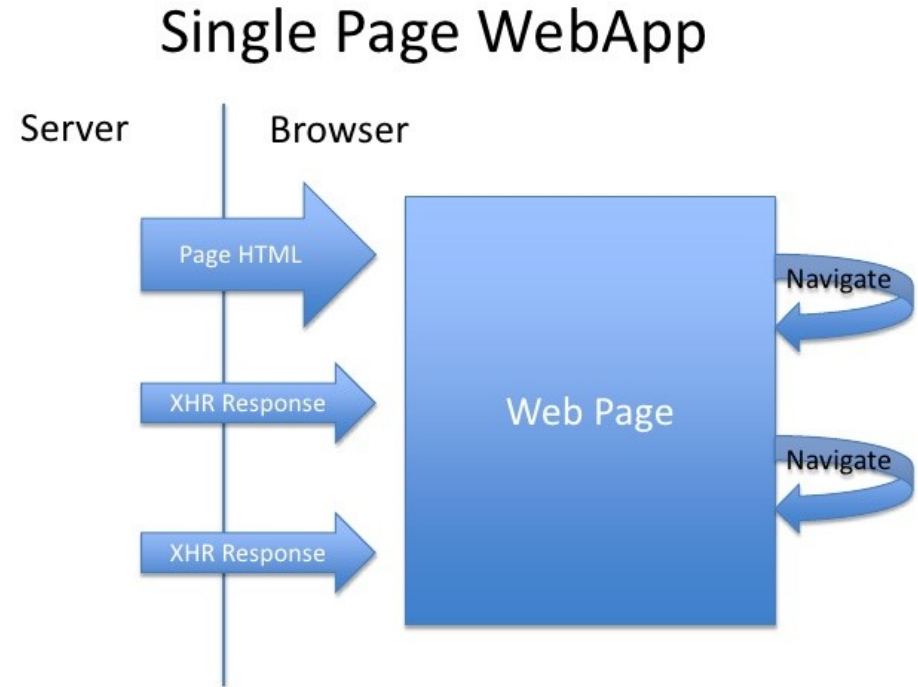 Single Page WebApp
Server
Browser
Page HTML
Navigate
XHR Response
Web Page
Navigate
XHR Response